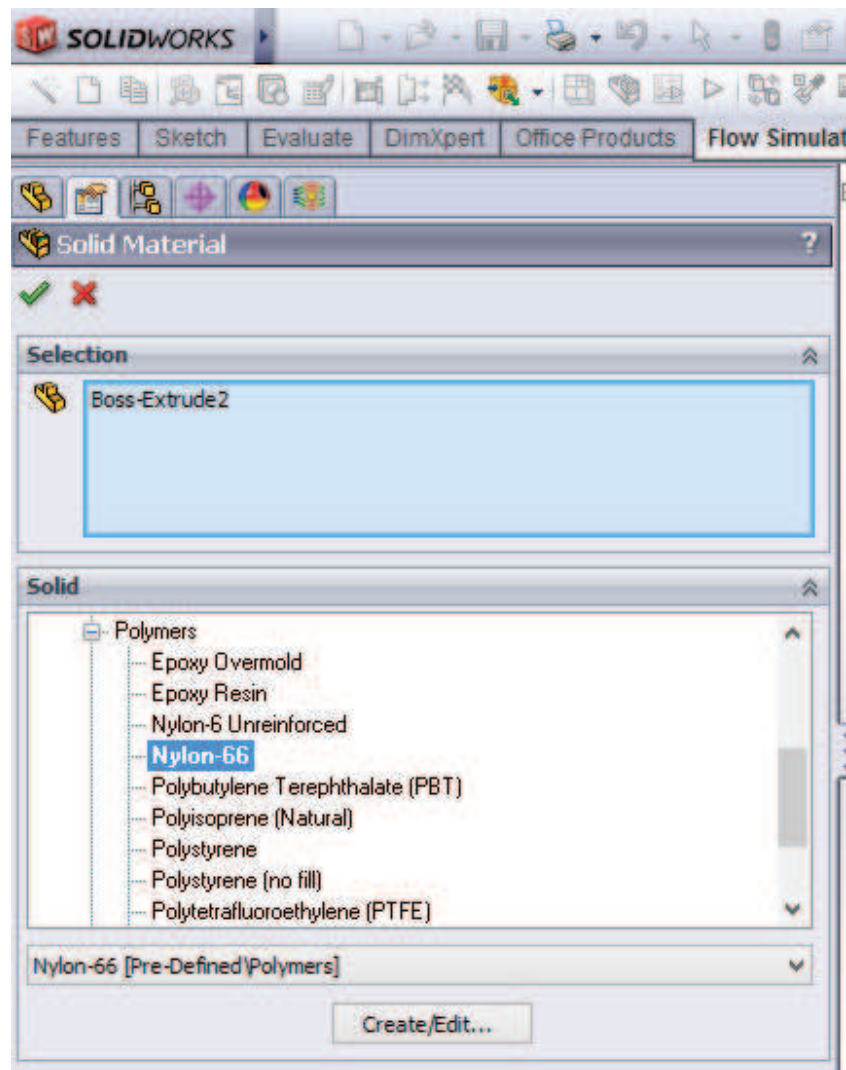 SOLIDWORKS
Features Sketch Evaluate DimXpert Office Products Flow Simulat
Solid Material ?
Selection
Boss-Extrude2
Solid
Polymers
Epoxy Overmold
Epoxy Resin
Nylon-6 Unreinforced
Nylon-66
Polybutylene Terephthalate (PBT)
Polyisoprene (Natural)
Polystyrene
Polystyrene (no fill)
Polytetrafluoroethylene (PTFE)
Nylon-66 [Pre-Defined\Polymers]
Create/Edit...